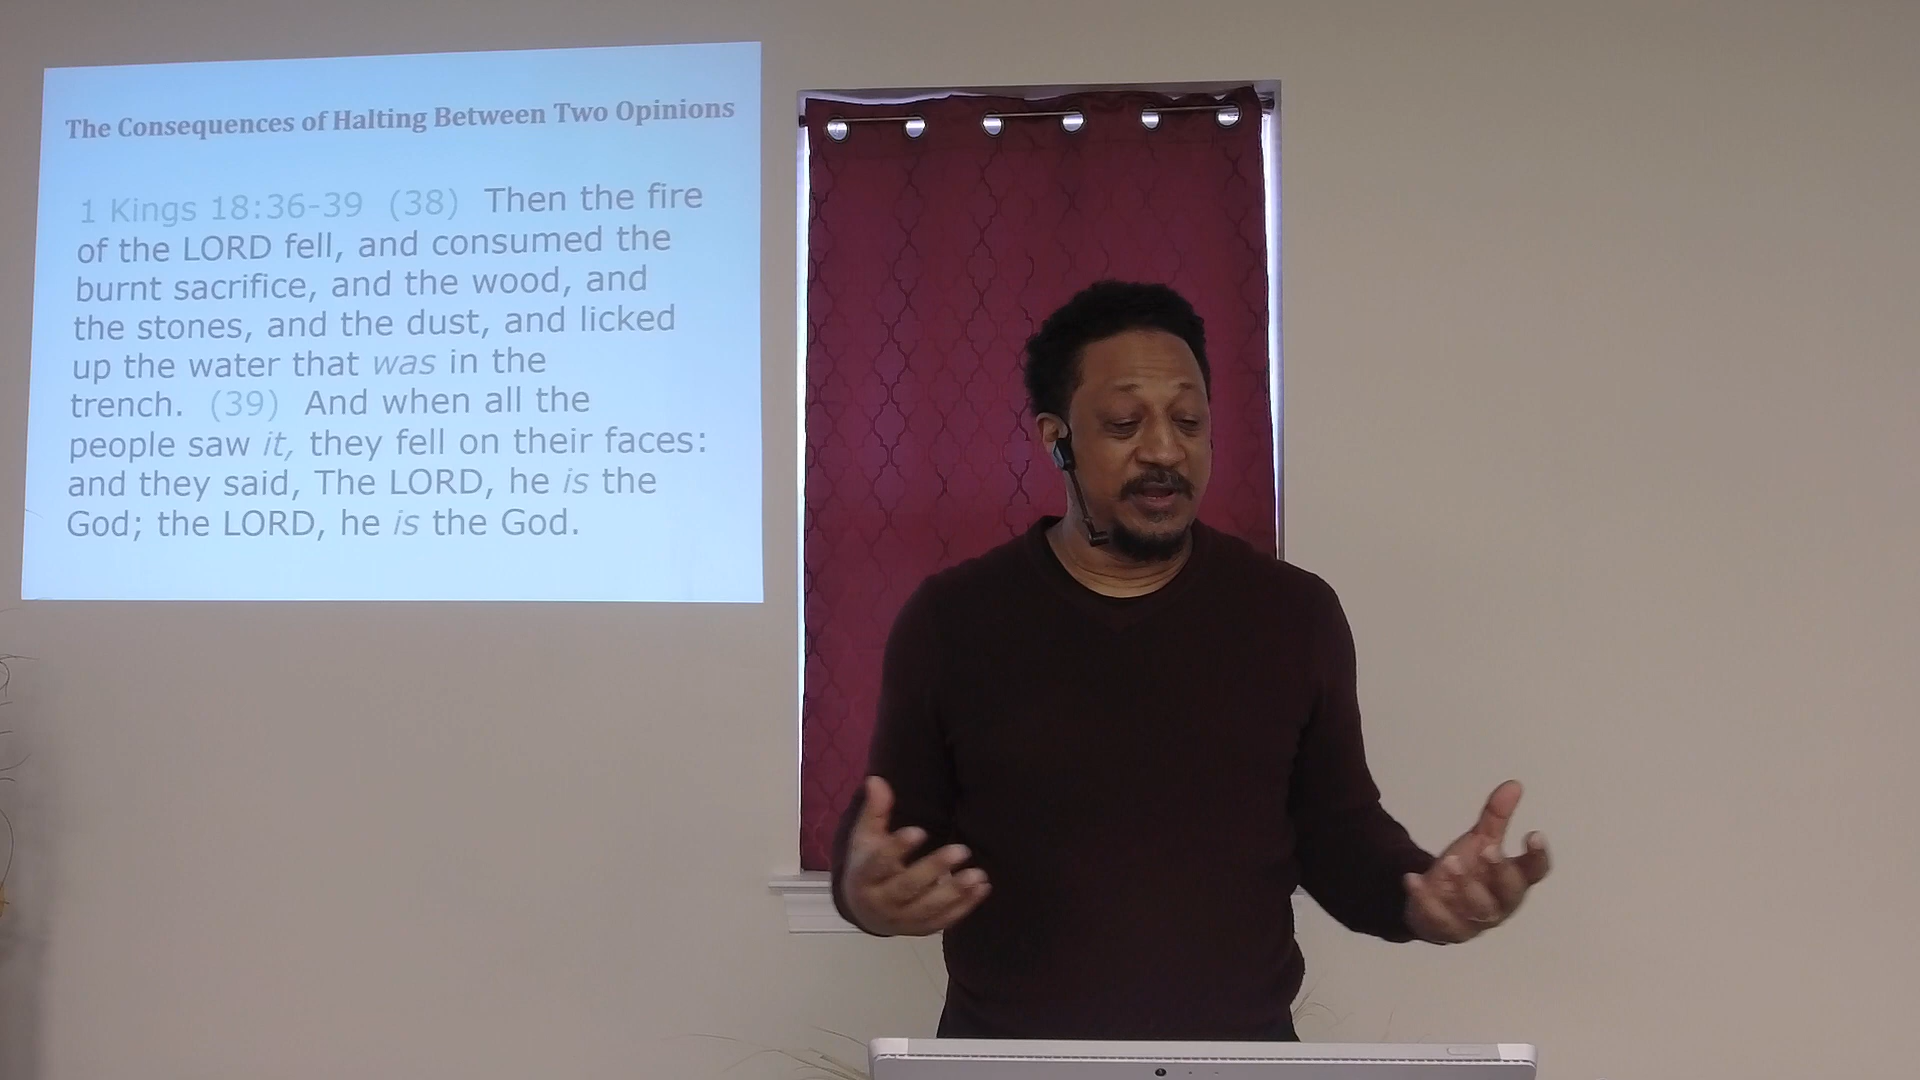 The Consequences of Halting Between Two Opinions
1 Kings 18:36-39 (38) Then the fire
of the LORD fell, and consumed the
burnt sacrifice, and the wood, and
the stones, and the dust, and licked
up the water that was in the
trench. (39) And when all the
people saw it, they fell on their faces:
and they said, The LORD, he is the
God; the LORD, he is the God.